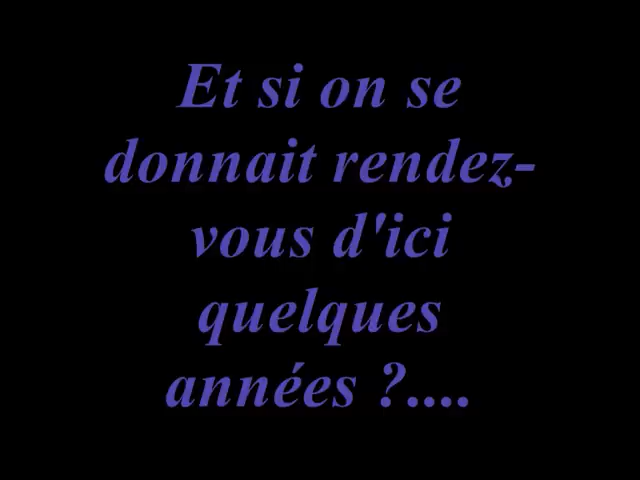 Et si on se
donnait rendez-
vous d'ici
quelques
années ?....